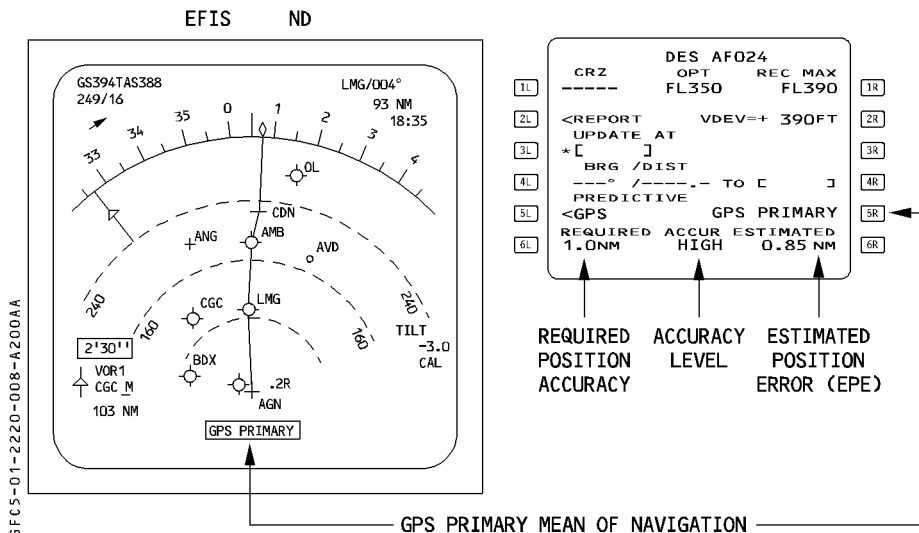 EFIS ND
GS394TAS388
249/16
LMG/004°
93 NM
18:35
33
34
35
0
1
2
3
4
OL
CDN
AMB
ANG
AVD
LMG
CGC
BDX
.2R
AGN
240
160
160
240
TILT
-3.0
CAL
2'30''
VOR1
CGC M
103 NM
GPS PRIMARY
DES AF024
CRZ OPT REC MAX
1L ----- FL350 FL390 1R
2L <REPORT VDEV=+ 390FT 2R
UPDATE AT
3L *[ ] 3R
BRG /DIST
4L ---° /----.- TO [ ] 4R
PREDICTIVE
5L <GPS GPS PRIMARY 5R
REQUIRED ACCUR ESTIMATED
6L 1.0NM HIGH 0.85 NM 6R
REQUIRED POSITION ACCURACY
ACCURACY LEVEL
ESTIMATED POSITION ERROR (EPE)
GPS PRIMARY MEAN OF NAVIGATION
GFC5-01-2220-008-A200AA